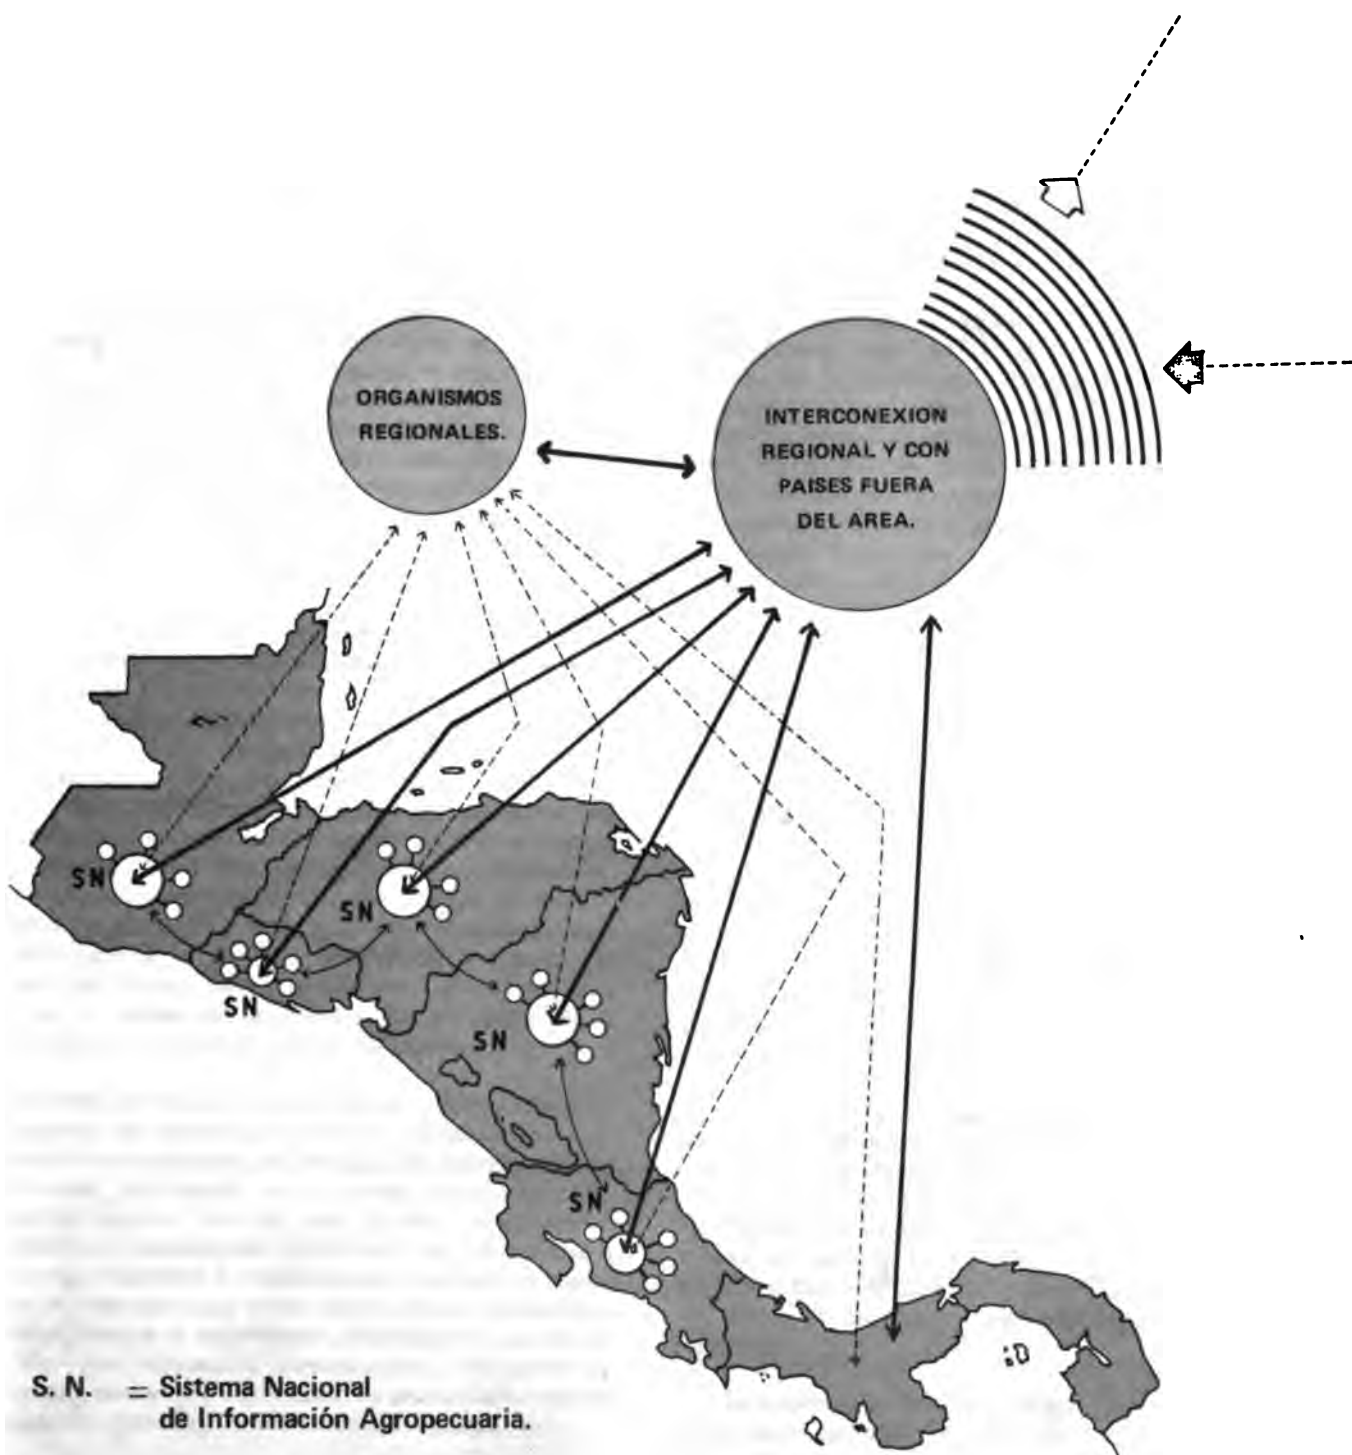 ORGANISMOS
REGIONALES.
INTERCONEXION
REGIONAL Y CON
PAISES FUERA
DEL AREA.
SN
SN
SN
SN
SN
S. N. = Sistema Nacional
de Información Agropecuaria.